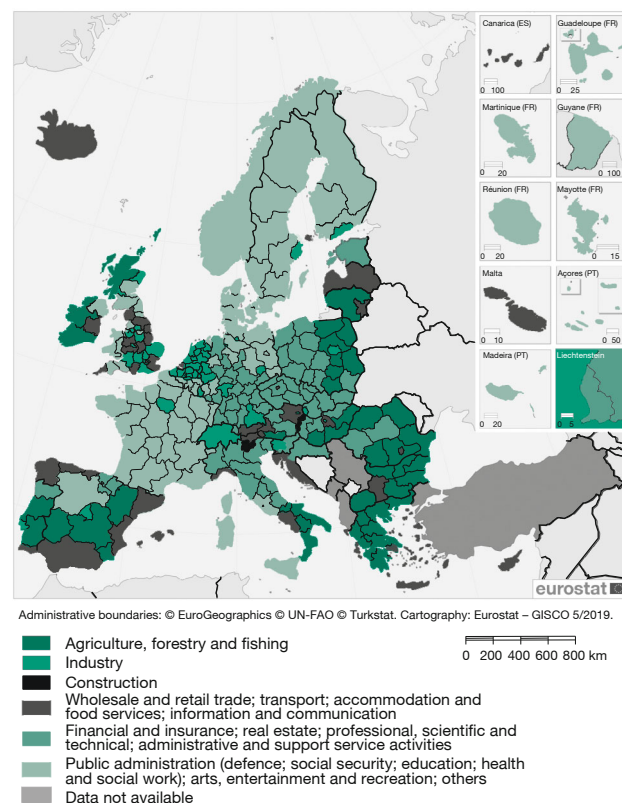 Canarica (ES)
0 100
Guadeloupe (FR)
0 25
Martinique (FR)
0 20
Guyane (FR)
0 100
Réunion (FR)
0 20
Mayotte (FR)
0 15
Malta
0 10
Açores (PT)
0 50
Madeira (PT)
0 20
Liechtenstein
0 5
eurostat
Administrative boundaries: © EuroGeographics © UN-FAO © Turkstat. Cartography: Eurostat – GISCO 5/2019.
Agriculture, forestry and fishing
Industry
Construction
Wholesale and retail trade; transport; accommodation and
food services; information and communication
Financial and insurance; real estate; professional, scientific and
technical; administrative and support service activities
Public administration (defence; social security; education; health
and social work); arts, entertainment and recreation; others
Data not available
0 200 400 600 800 km